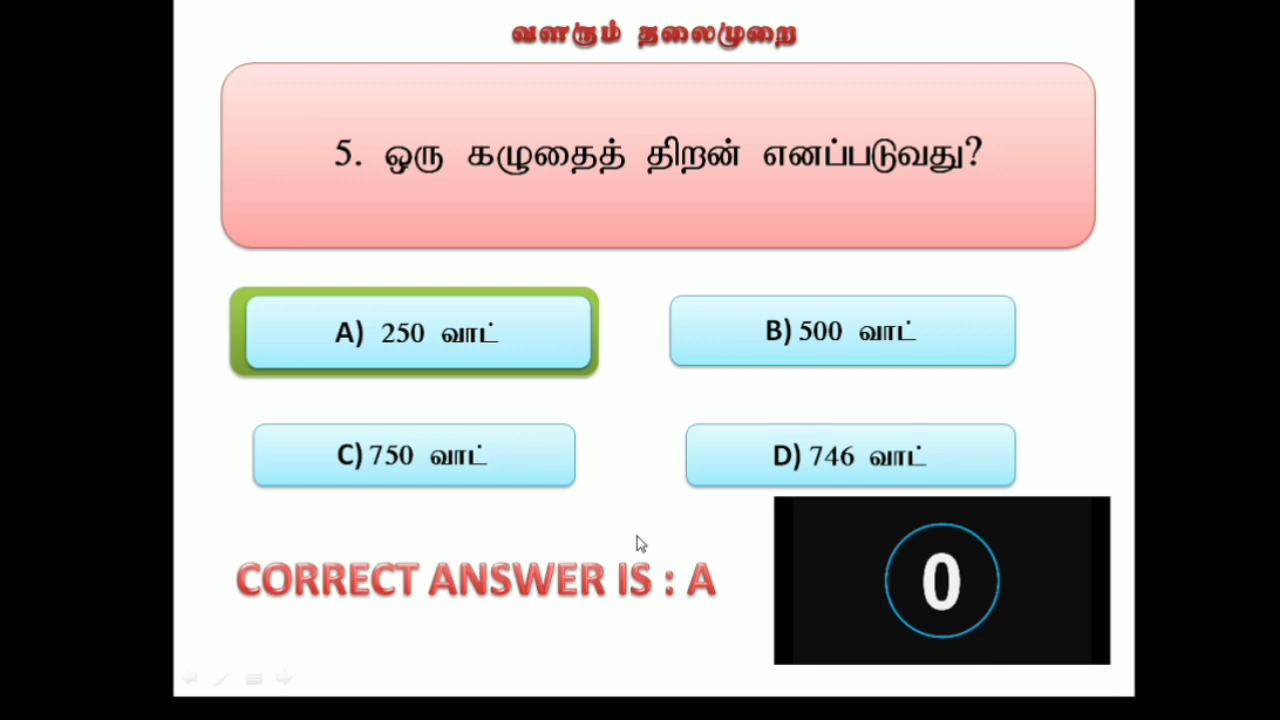 வளரும் தலைமுறை
5. ஒரு கழுதைத் திறன் எனப்படுவது?
A) 250 வாட்
B) 500 வாட்
C) 750 வாட்
D) 746 வாட்
CORRECT ANSWER IS : A
0